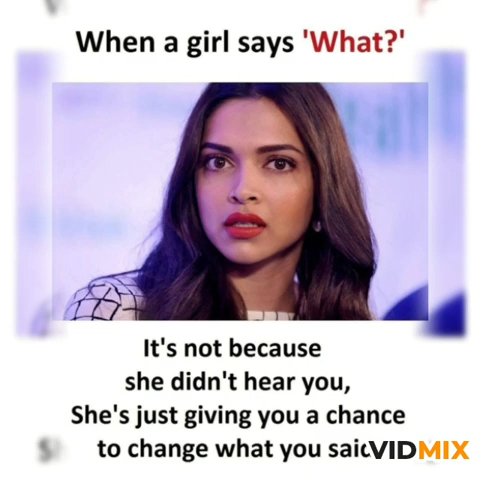 When a girl says 'What?'
It's not because
she didn't hear you,
She's just giving you a chance
to change what you said
VIDMIX